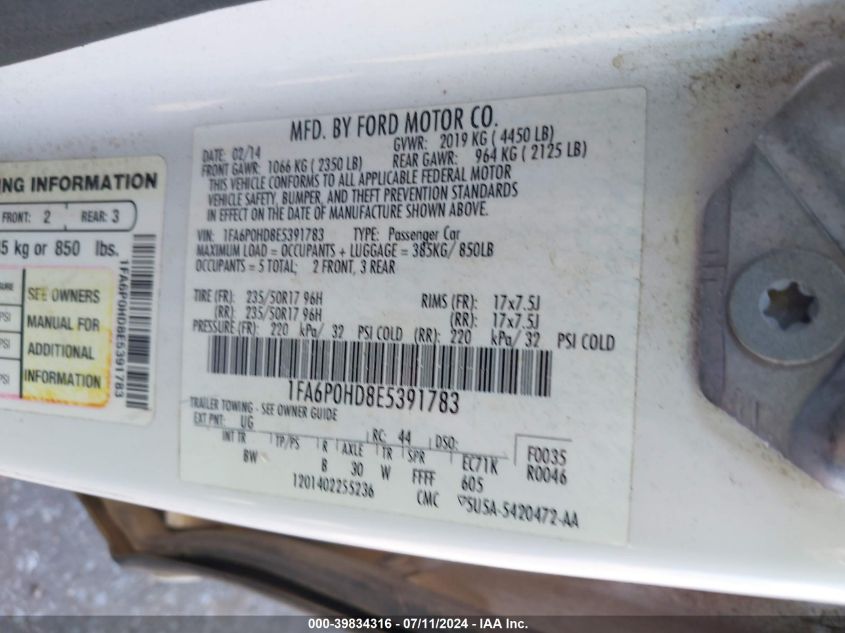 NG INFORMATION
FRONT: 2 REAR: 3
5 kg or 850 lbs.
SEE OWNERS
MANUAL FOR
ADDITIONAL
INFORMATION
PSI
PSI
PSI
1FA6P0HD8E5391783
MFD. BY FORD MOTOR CO.
DATE: 02/14 GVWR: 2019 KG ( 4450 LB)
FRONT GAWR: 1066 KG ( 2350 LB) REAR GAWR: 964 KG ( 2125 LB)
THIS VEHICLE CONFORMS TO ALL APPLICABLE FEDERAL MOTOR
VEHICLE SAFETY, BUMPER, AND THEFT PREVENTION STANDARDS
IN EFFECT ON THE DATE OF MANUFACTURE SHOWN ABOVE.
VIN: 1FA6P0HD8E5391783 TYPE: Passenger Car
MAXIMUM LOAD = OCCUPANTS + LUGGAGE = 385KG/ 850LB
OCCUPANTS = 5 TOTAL; 2 FRONT, 3 REAR
TIRE (FR): 235/50R17 96H RIMS (FR): 17x7.5J
(RR): 235/50R17 96H (RR): 17x7.5J
PRESSURE (FR): 220 kPa/ 32 PSI COLD (RR): 220 kPa/ 32 PSI COLD
1FA6P0HD8E5391783
TRAILER TOWING - SEE OWNER GUIDE
EXT PNT: UG RC: 44 DSO: F0035
INT TR TP/PS R AXLE TR SPR EC71K R0046
BW B 30 W FFFF 605
1201402255236 CMC ▽5U5A-5420472-AA
000-39834316 - 07/11/2024 - IAAI Inc.